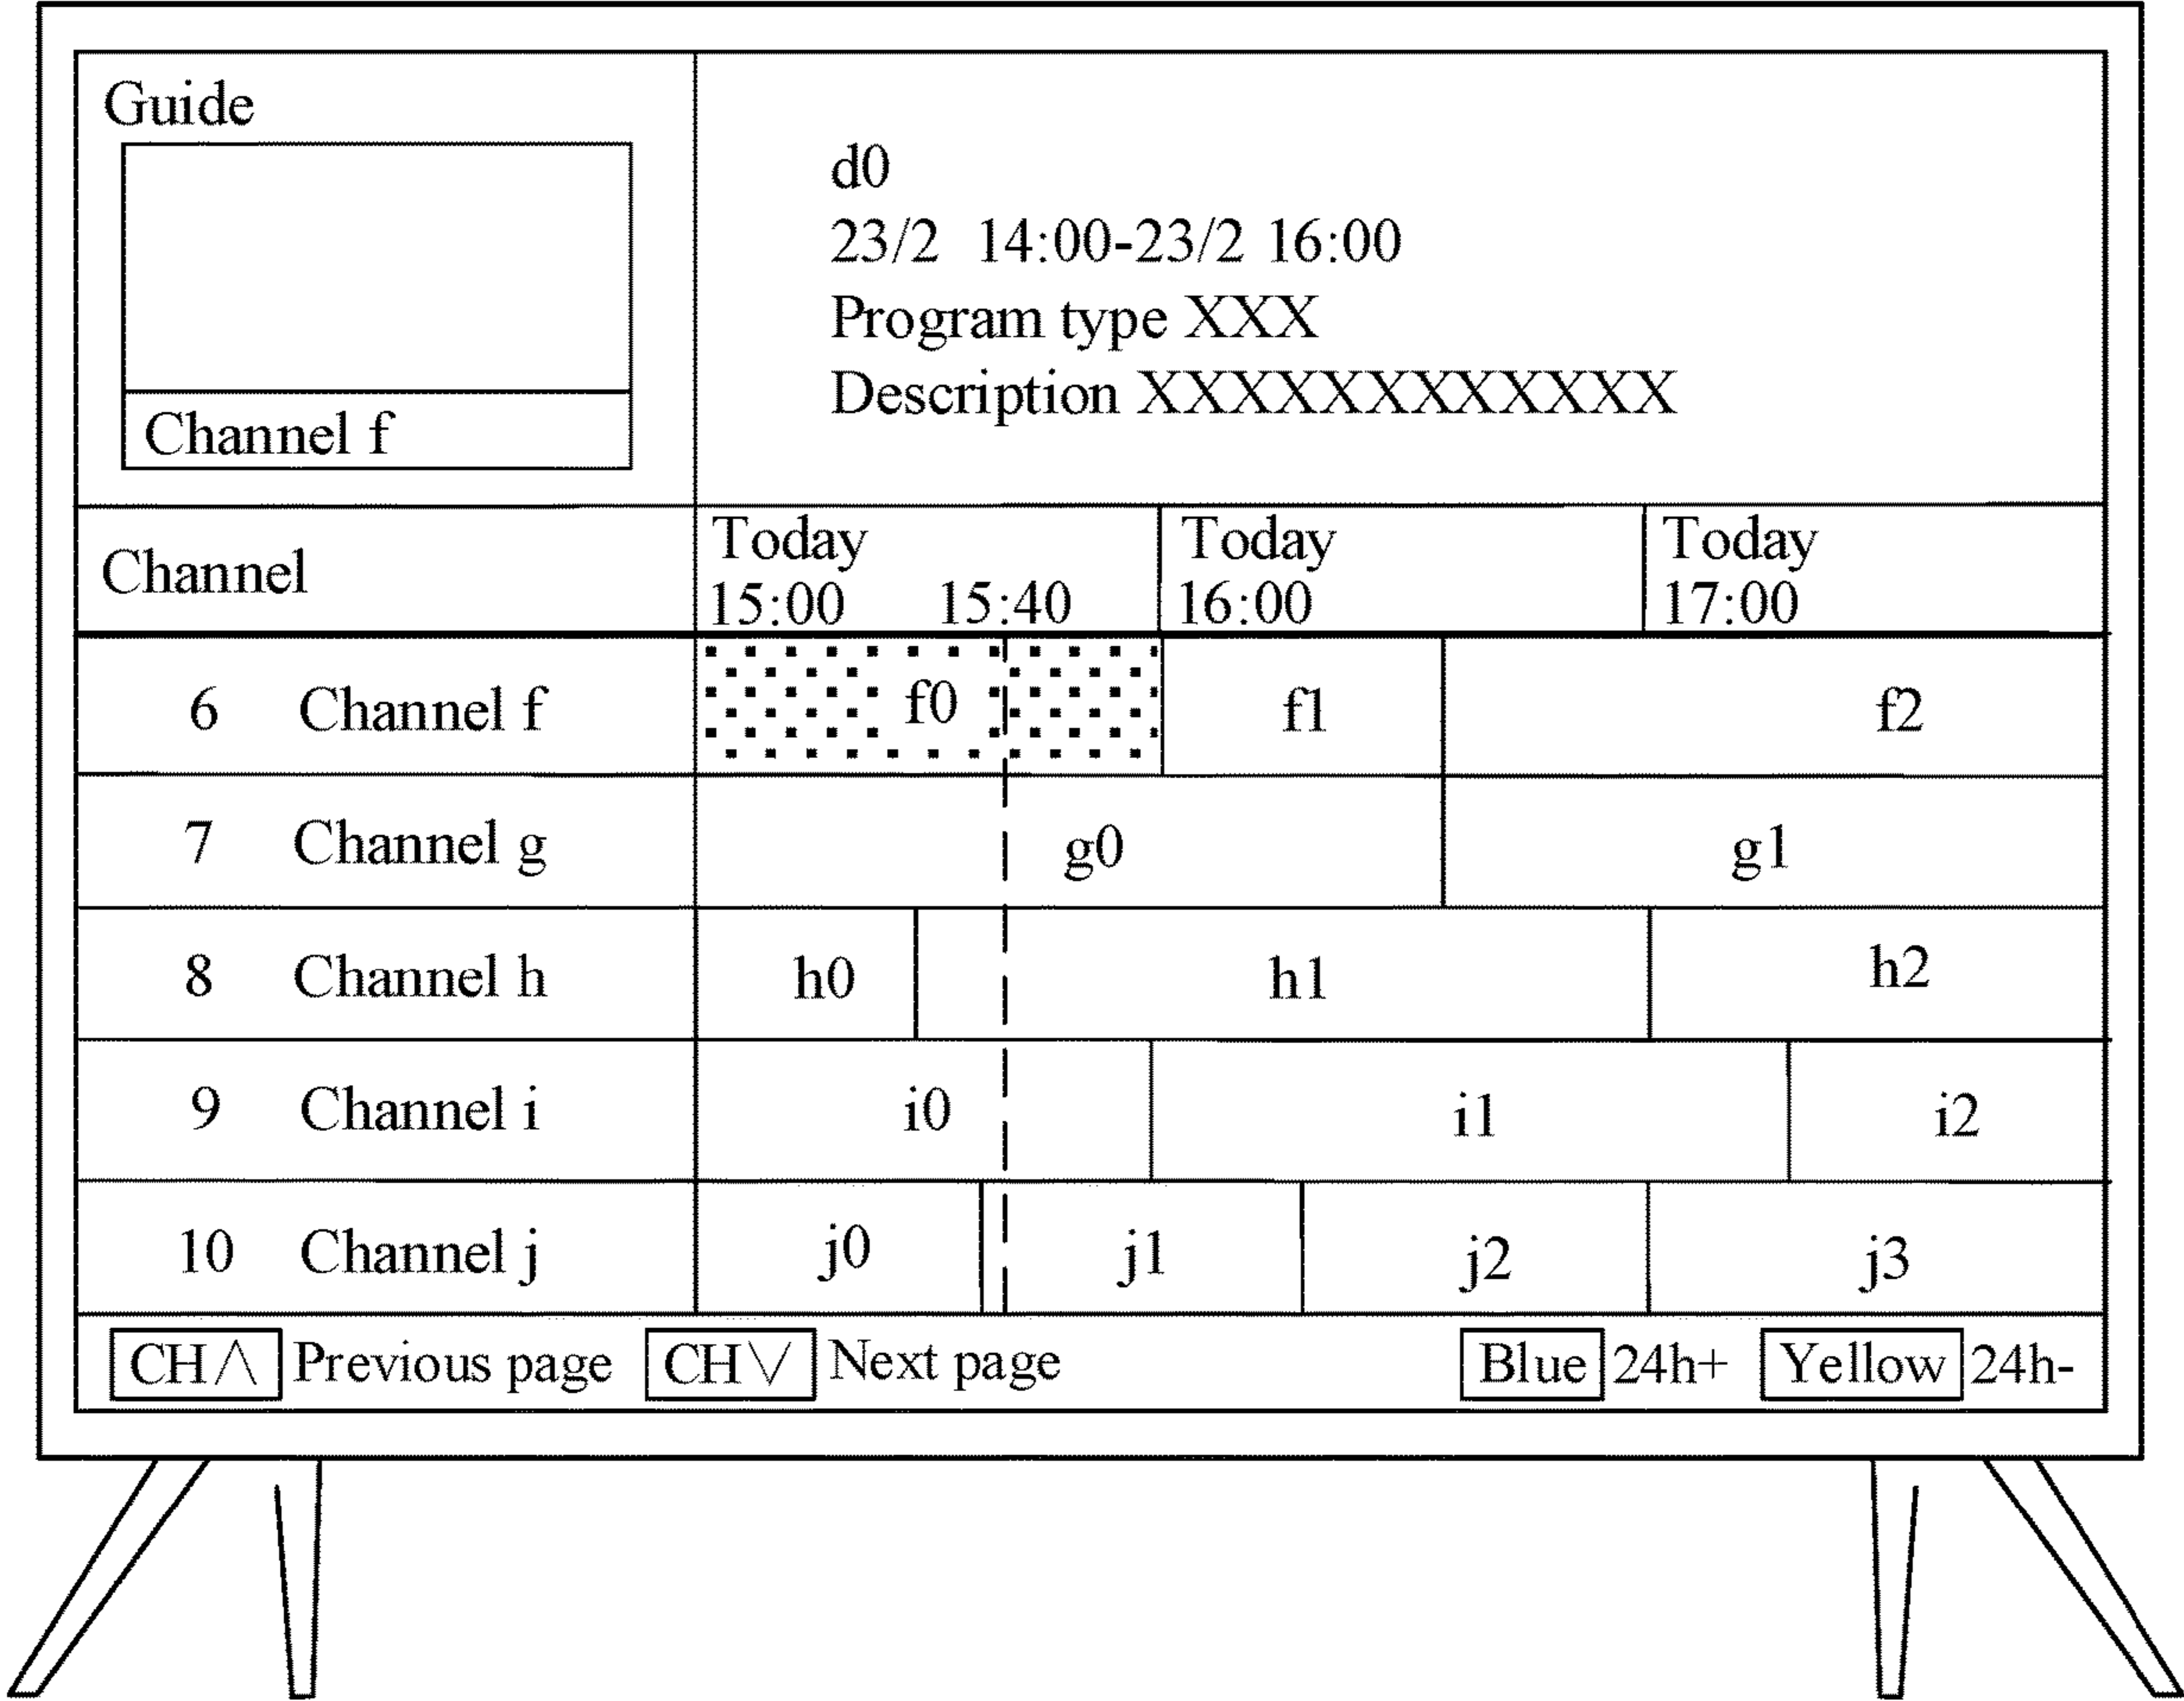 Guide
Channel f
d0
23/2 14:00-23/2 16:00
Program type XXX
Description XXXXXXXXXXXX
Channel
Today
15:00 15:40
Today
16:00
Today
17:00
6 Channel f f0 f1 f2
7 Channel g g0 g1
8 Channel h h0 h1 h2
9 Channel i i0 i1 i2
10 Channel j j0 j1 j2 j3
CH∧ Previous page CH∨ Next page Blue 24h+ Yellow 24h-